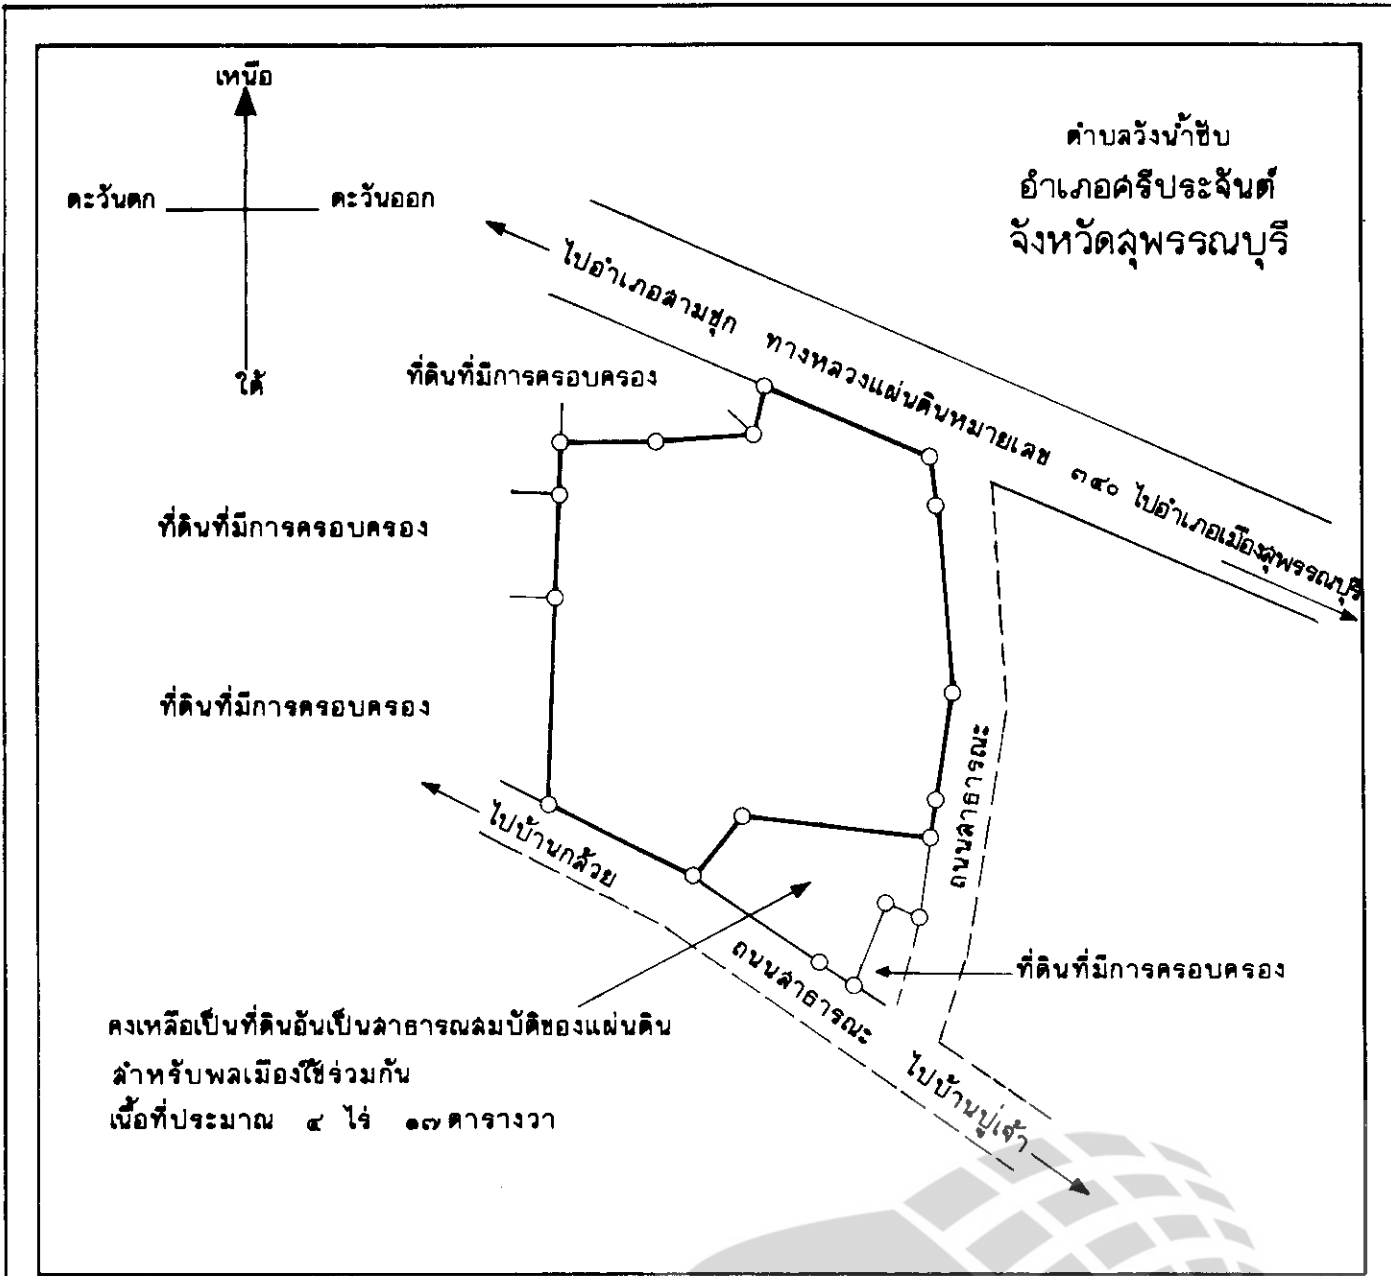 เหนือ
ตะวันตก
ตะวันออก
ใต้
ตำบลวังน้ำซับ
อำเภอศรีประจันต์
จังหวัดสุพรรณบุรี
ไปอำเภอสามชุก ทางหลวงแผ่นดินหมายเลข ๓๔๐ ไปอำเภอเมืองสุพรรณบุรี
ที่ดินที่มีการครอบครอง
ที่ดินที่มีการครอบครอง
ที่ดินที่มีการครอบครอง
ถนนสาธารณะ
ไปบ้านกล้วย
ถนนสาธารณะ
ไปบ้านปู่เจ้า
ที่ดินที่มีการครอบครอง
คงเหลือเป็นที่ดินอันเป็นสาธารณสมบัติของแผ่นดิน
สำหรับพลเมืองใช้ร่วมกัน
เนื้อที่ประมาณ ๔ ไร่ ๑๗ ตารางวา